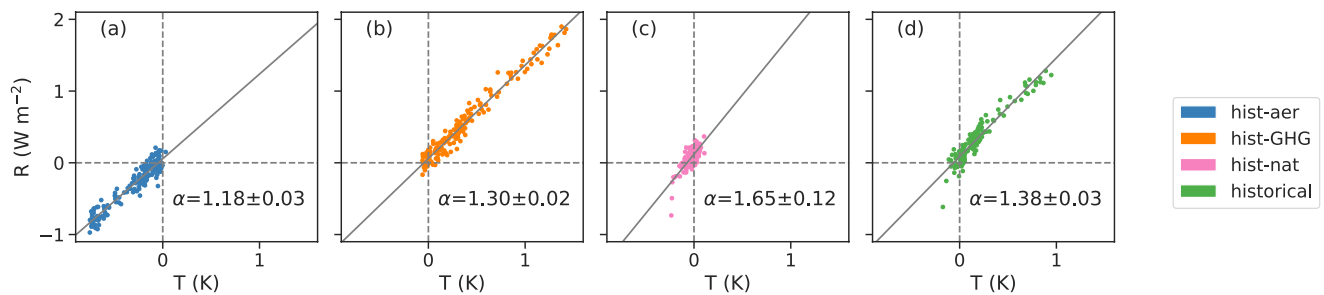 (a) (b) (c) (d)
R (W m⁻²)
2
1
0
−1
α=1.18±0.03 α=1.30±0.02 α=1.65±0.12 α=1.38±0.03
0 1 0 1 0 1 0 1
T (K) T (K) T (K) T (K)
hist-aer
hist-GHG
hist-nat
historical